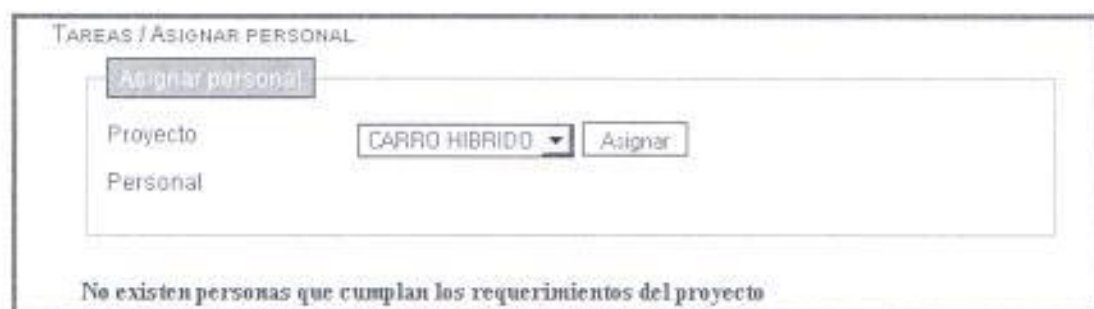 TAREAS / ASIGNAR PERSONAL
Asignar personal
Proyecto CARRO HIBRIDO Asignar
Personal
No existen personas que cumplan los requerimientos del proyecto